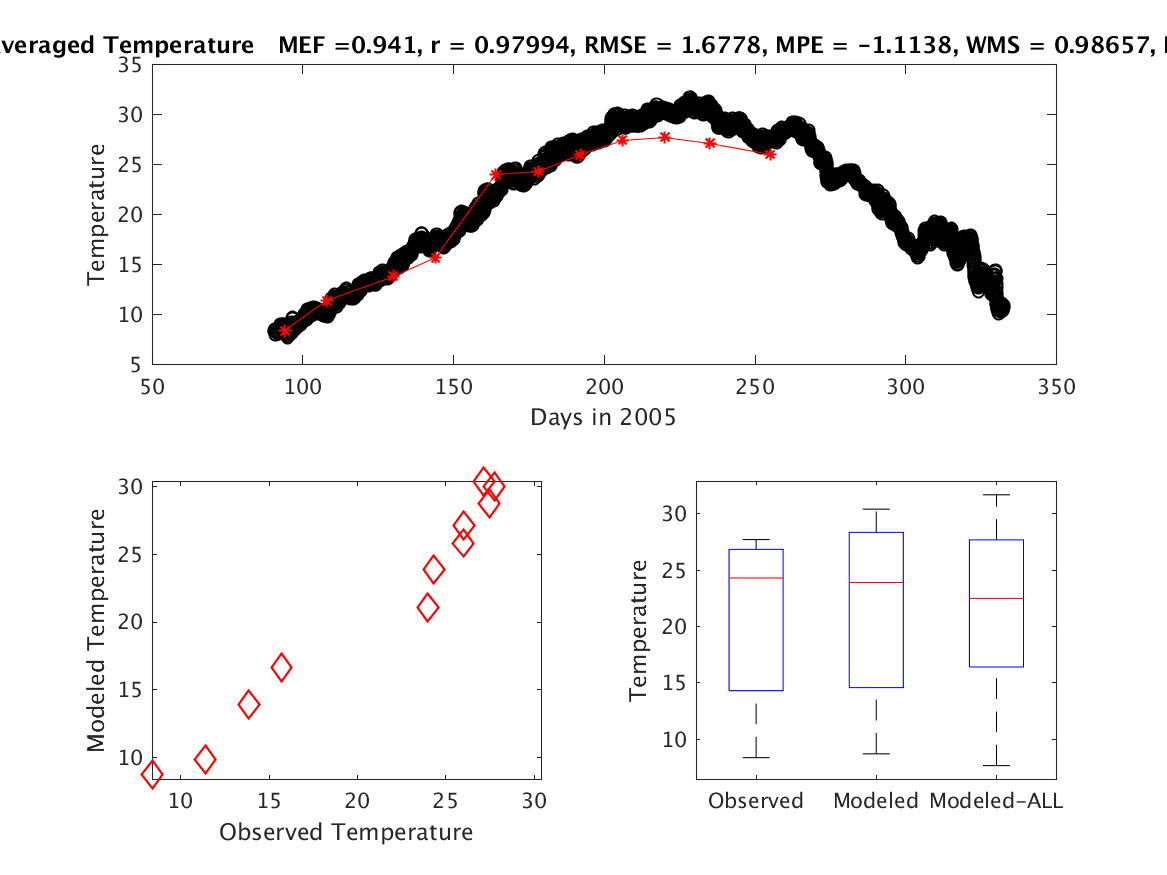 veraged Temperature MEF =0.941, r = 0.97994, RMSE = 1.6778, MPE = -1.1138, WMS = 0.98657,
35
30
25
20
15
10
5
Temperature
50 100 150 200 250 300 350
Days in 2005
30
25
20
15
10
Modeled Temperature
10 15 20 25 30
Observed Temperature
30
25
20
15
10
Temperature
Observed Modeled Modeled-ALL